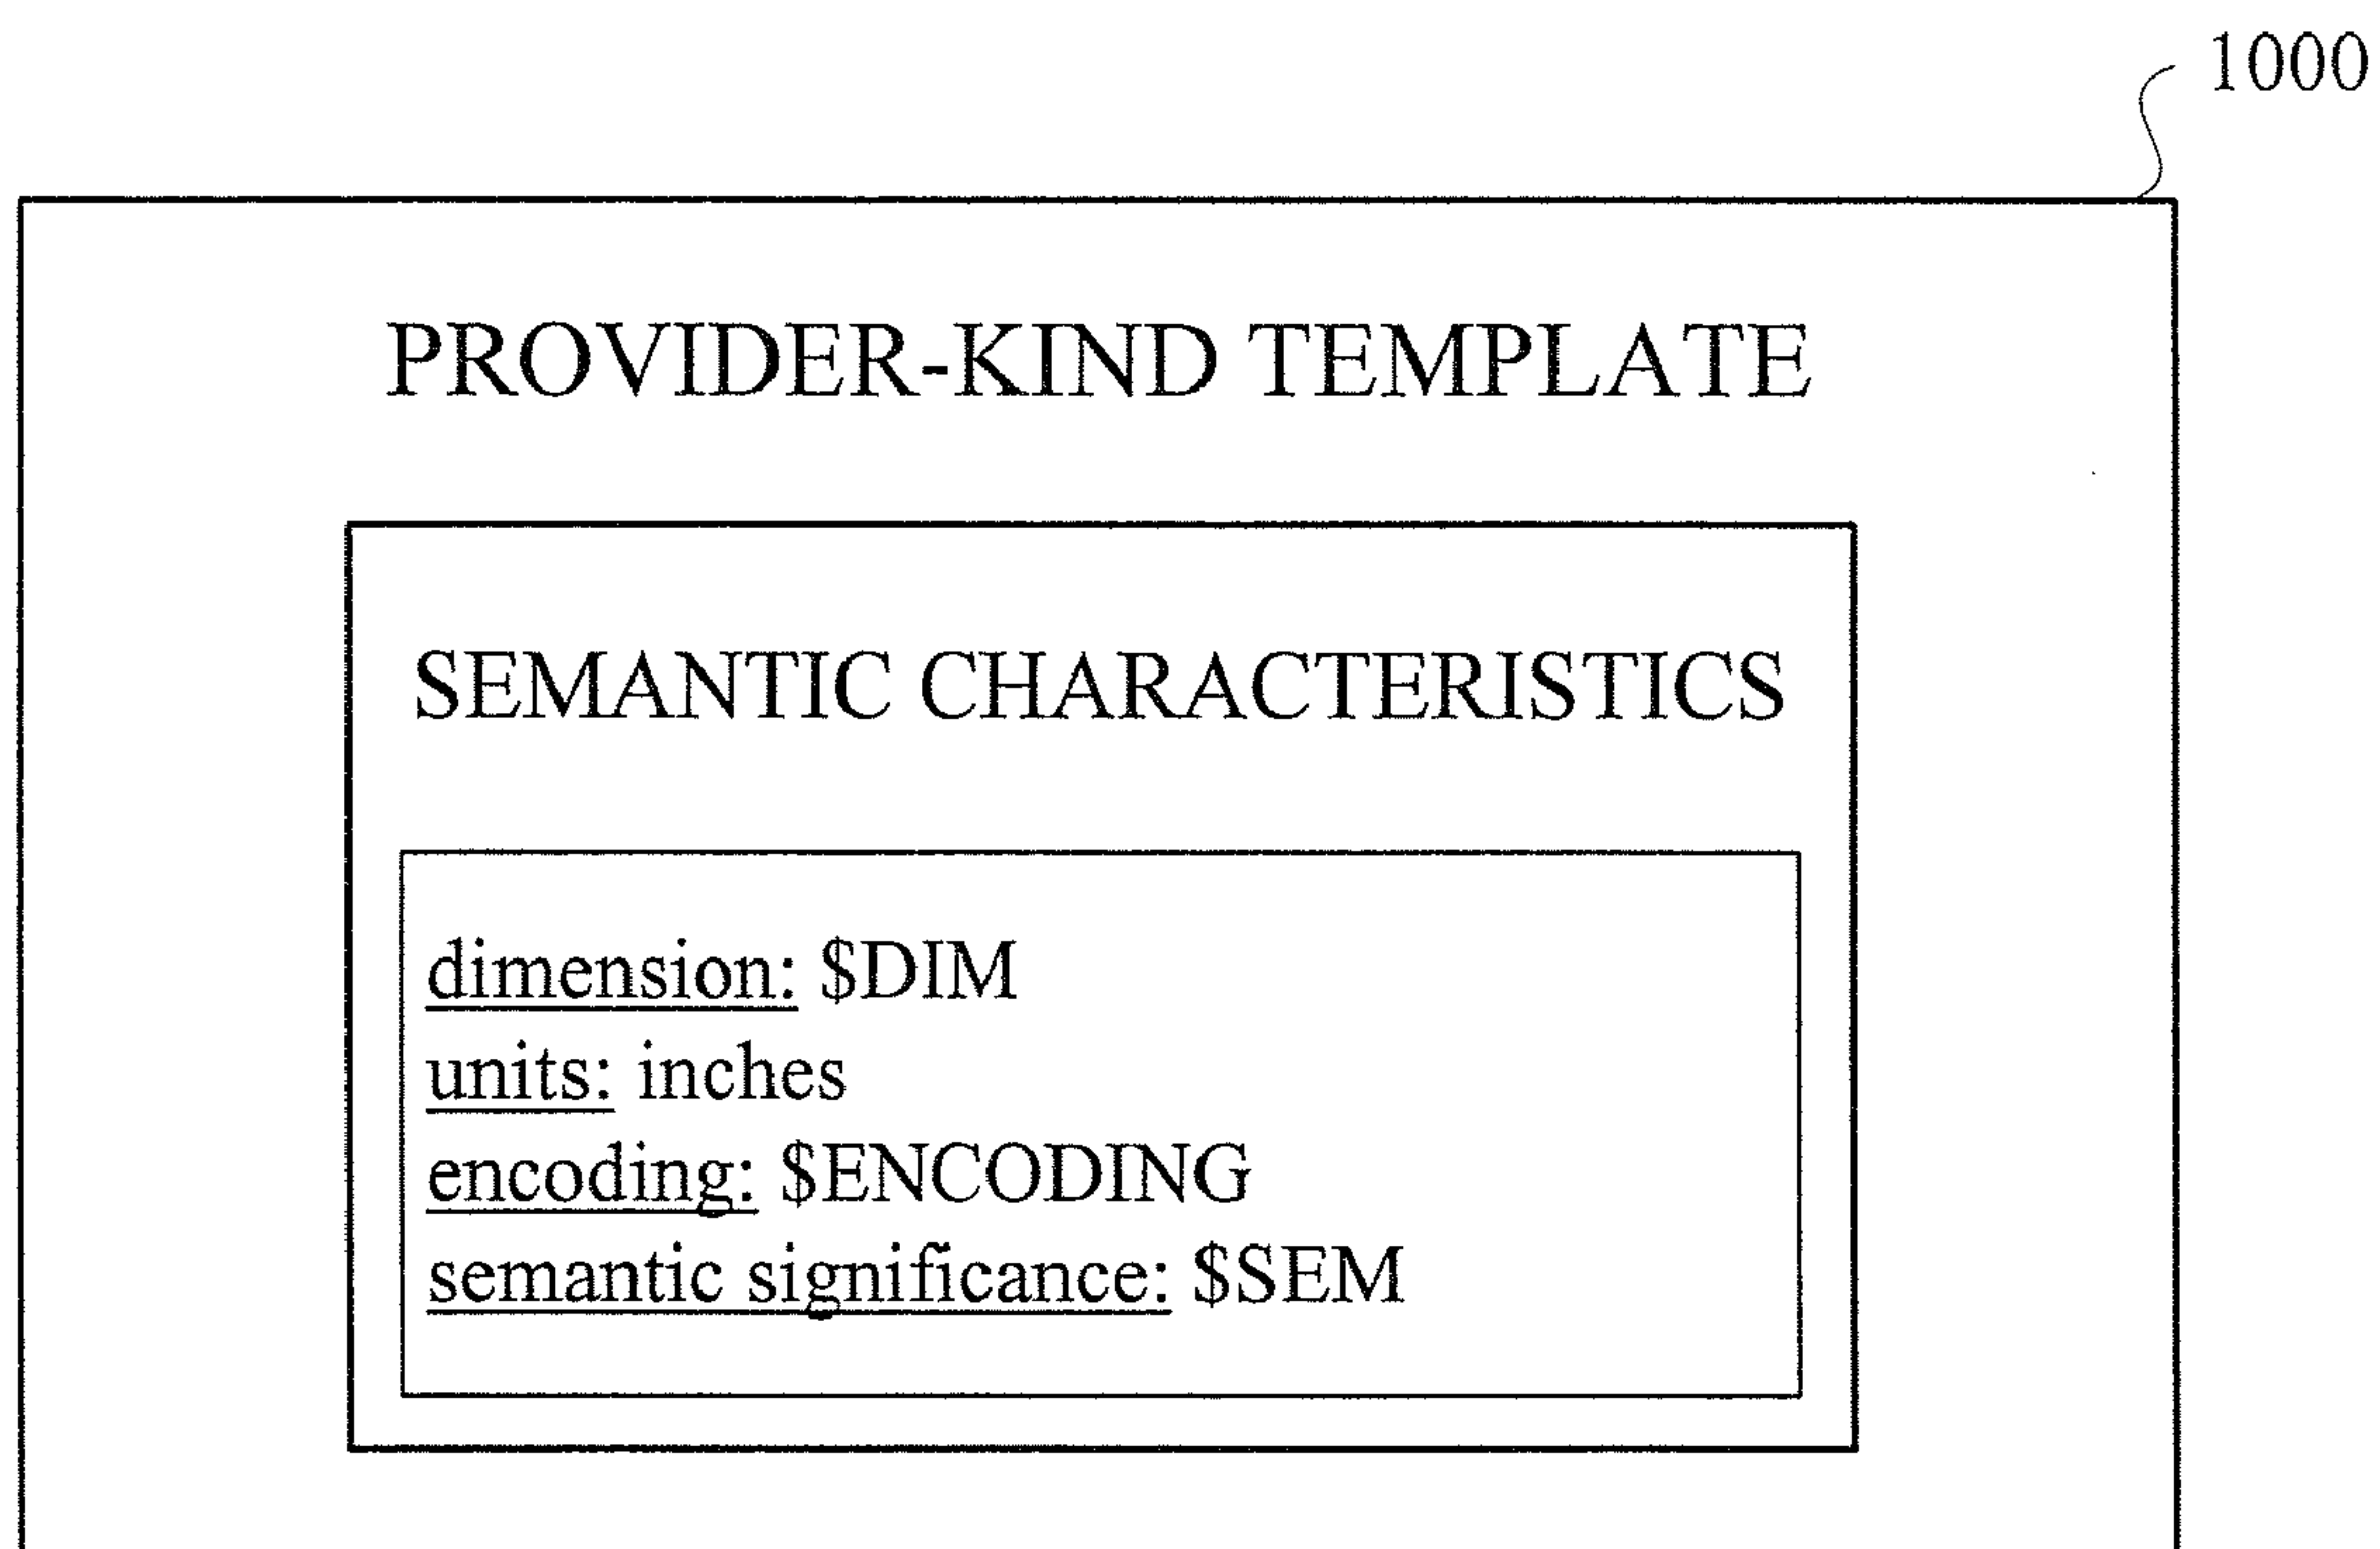 1000
PROVIDER-KIND TEMPLATE
SEMANTIC CHARACTERISTICS
dimension: $DIM
units: inches
encoding: $ENCODING
semantic significance: $SEM